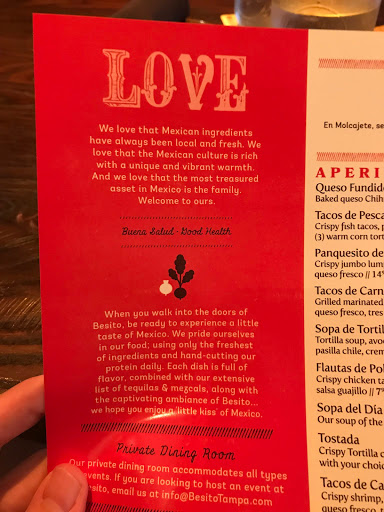 LOVE
We love that Mexican ingredients
have always been local and fresh. We
love that the Mexican culture is rich
with a unique and vibrant warmth.
And we love that the most treasured
asset in Mexico is the family.
Welcome to ours.
Buena Salud · Good Health
When you walk into the doors of
Besito, be ready to experience a little
taste of Mexico. We pride ourselves
in our food; using only the freshest
of ingredients and hand-cutting our
protein daily. Each dish is full of
flavor, combined with our extensive
list of tequilas & mezcals, along with
the captivating ambiance of Besito...
we hope you enjoy a 'little kiss' of Mexico.
Private Dining Room
Our private dining room accommodates all types
events. If you are looking to host an event at
sito, email us at info@BesitoTampa.com
En Molcajete, se
APERI
Queso Fundido
Baked queso Chih
Tacos de Pesca
Crispy fish tacos, p
(3) warm corn tort
Panquesito de
Crispy jumbo lum
queso fresco // 14
Tacos de Carn
Grilled marinated
queso fresco, tres
Sopa de Tortill
Tortilla soup, avoc
pasilla chile, crem
Flautas de Pol
Crispy chicken ta
salsa guajillo // 7
Sopa del Día
Our soup of the
Tostada
Crispy Tortilla c
with your choic
Tacos de Ca
Crispy shrimp,
queso fresco, t